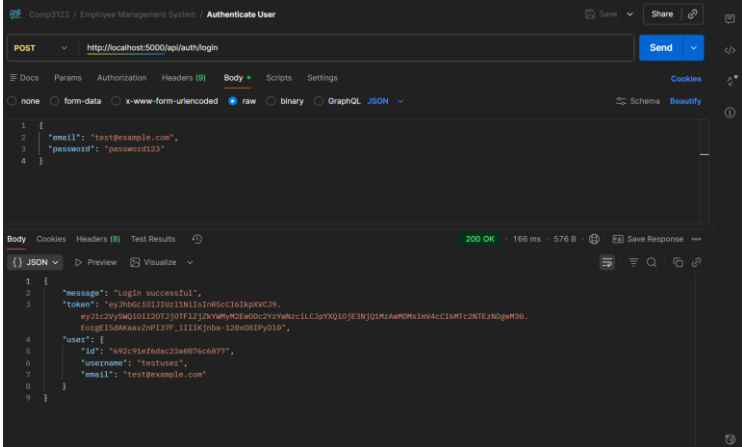 Comp3123 / Employee Management System / Authenticate User
Save
Share
POST
http://localhost:5000/api/auth/login
Send
Docs Params Authorization Headers (9) Body Scripts Settings
Cookies
none form-data x-www-form-urlencoded raw binary GraphQL JSON
Schema Beautify
1 {
2 "email": "test@example.com",
3 "password": "password123"
4 }
Body Cookies Headers (8) Test Results
200 OK 166 ms 576 B Save Response
{} JSON Preview Visualize
1 {
2 "message": "Login successful",
3 "token":
4 "user": {
5 "id": "692c91ef6dac23a0876c6077",
6 "username": "testuser",
7 "email": "test@example.com"
8 }
9 }